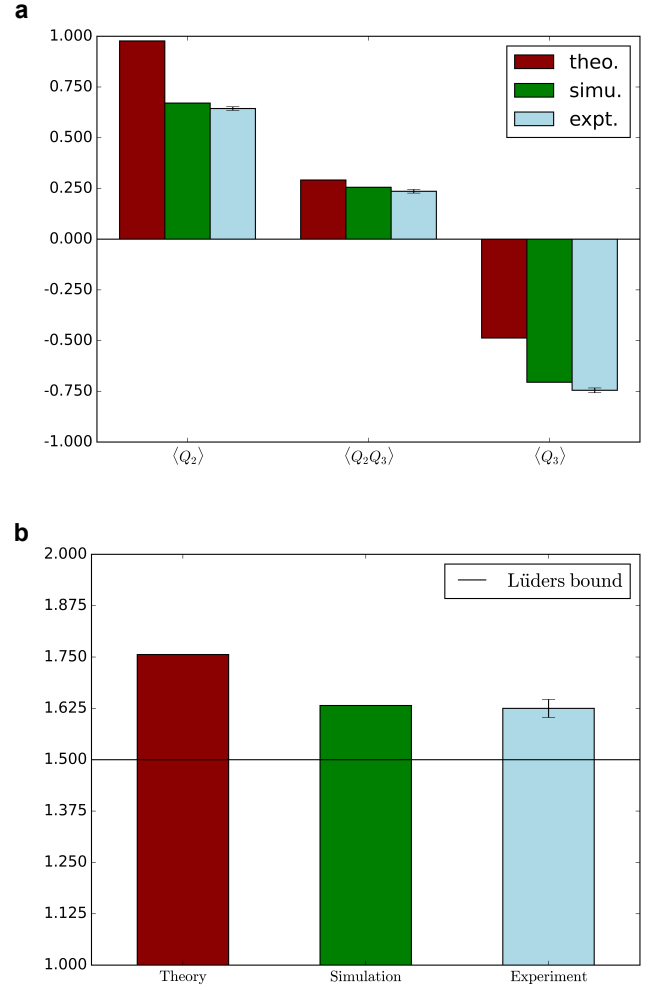 a
1.000
0.750
0.500
0.250
0.000
-0.250
-0.500
-0.750
-1.000
theo.
simu.
expt.
⟨Q₂⟩ ⟨Q₂Q₃⟩ ⟨Q₃⟩
b
2.000
1.875
1.750
1.625
1.500
1.375
1.250
1.125
1.000
Lüders bound
Theory Simulation Experiment